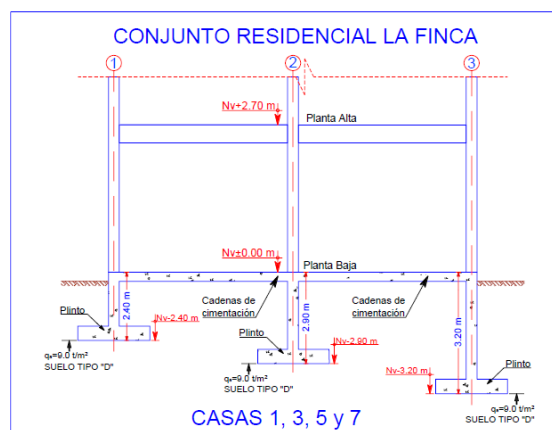 CONJUNTO RESIDENCIAL LA FINCA
1
2
3
Nv+2.70 m
Planta Alta
Nv±0.00 m
Planta Baja
2.40 m
Plinto
Nv-2.40 m
Cadenas de
cimentación
2.90 m
Cadenas de
cimentación
3.20 m
qa=9.0 t/m²
SUELO TIPO "D"
Plinto
Nv-2.90 m
qa=9.0 t/m²
SUELO TIPO "D"
Nv-3.20 m
Plinto
qa=9.0 t/m²
SUELO TIPO "D"
CASAS 1, 3, 5 y 7